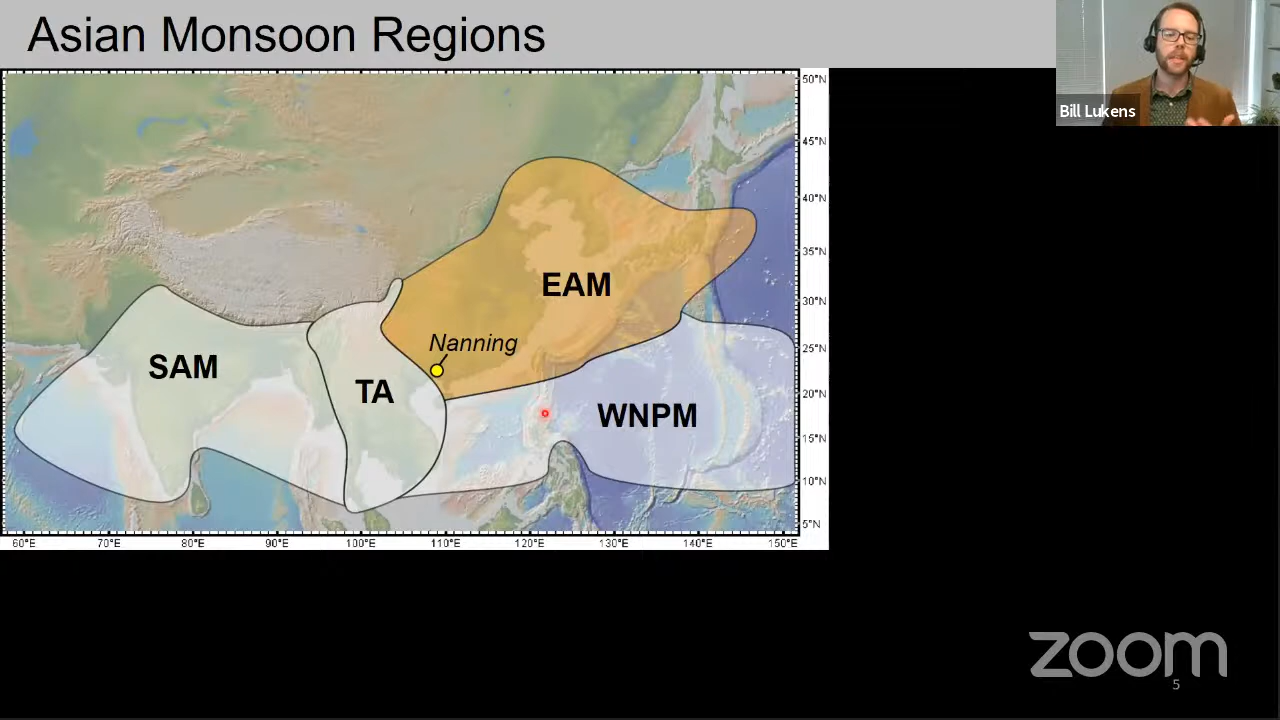 Asian Monsoon Regions
Bill Lukens
50°N
45°N
40°N
35°N
30°N
25°N
20°N
15°N
10°N
5°N
EAM
Nanning
SAM
TA
WNPM
60°E 70°E 80°E 90°E 100°E 110°E 120°E 130°E 140°E 150°E
zoom
5